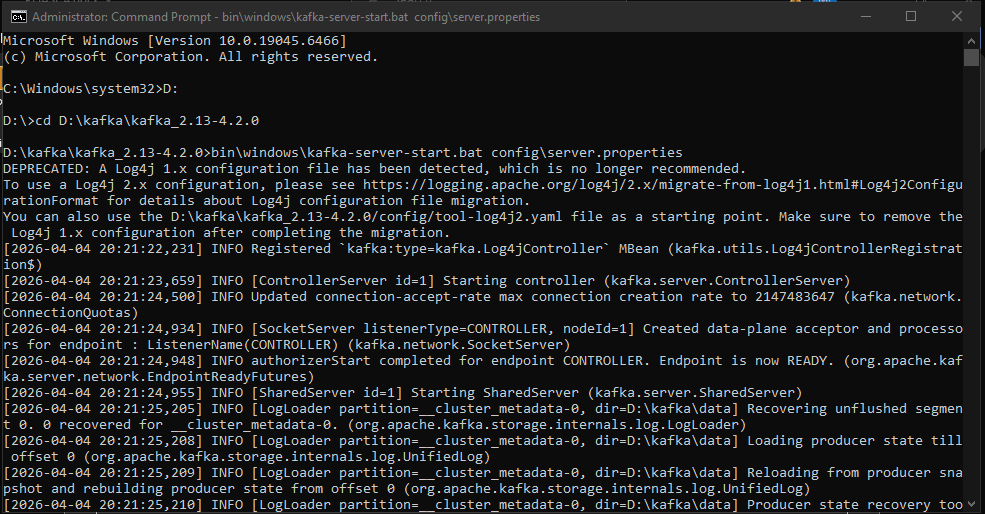 Administrator: Command Prompt - bin\windows\kafka-server-start.bat config\server.properties
Microsoft Windows [Version 10.0.19045.6466]
(c) Microsoft Corporation. All rights reserved.
C:\Windows\system32>D:
D:\>cd D:\kafka\kafka_2.13-4.2.0
D:\kafka\kafka_2.13-4.2.0>bin\windows\kafka-server-start.bat config\server.properties
DEPRECATED: A Log4j 1.x configuration file has been detected, which is no longer recommended.
To use a Log4j 2.x configuration, please see https://logging.apache.org/log4j/2.x/migrate-from-log4j1.html#Log4j2Configu
rationFormat for details about Log4j configuration file migration.
You can also use the D:\kafka\kafka_2.13-4.2.0/config/tool-log4j2.yaml file as a starting point. Make sure to remove the
 Log4j 1.x configuration after completing the migration.
[2026-04-04 20:21:22,231] INFO Registered `kafka:type=kafka.Log4jController` MBean (kafka.utils.Log4jControllerRegistrat
ion$)
[2026-04-04 20:21:23,659] INFO [ControllerServer id=1] Starting controller (kafka.server.ControllerServer)
[2026-04-04 20:21:24,500] INFO Updated connection-accept-rate max connection creation rate to 2147483647 (kafka.network.
ConnectionQuotas)
[2026-04-04 20:21:24,934] INFO [SocketServer listenerType=CONTROLLER, nodeId=1] Created data-plane acceptor and processo
rs for endpoint : ListenerName(CONTROLLER) (kafka.network.SocketServer)
[2026-04-04 20:21:24,948] INFO authorizerStart completed for endpoint CONTROLLER. Endpoint is now READY. (org.apache.kaf
ka.server.network.EndpointReadyFutures)
[2026-04-04 20:21:24,955] INFO [SharedServer id=1] Starting SharedServer (kafka.server.SharedServer)
[2026-04-04 20:21:25,205] INFO [LogLoader partition=__cluster_metadata-0, dir=D:\kafka\data] Recovering unflushed segmen
t 0. 0 recovered for __cluster_metadata-0. (org.apache.kafka.storage.internals.log.LogLoader)
[2026-04-04 20:21:25,208] INFO [LogLoader partition=__cluster_metadata-0, dir=D:\kafka\data] Loading producer state till
 offset 0 (org.apache.kafka.storage.internals.log.UnifiedLog)
[2026-04-04 20:21:25,209] INFO [LogLoader partition=__cluster_metadata-0, dir=D:\kafka\data] Reloading from producer sna
pshot and rebuilding producer state from offset 0 (org.apache.kafka.storage.internals.log.UnifiedLog)
[2026-04-04 20:21:25,210] INFO [LogLoader partition=__cluster_metadata-0, dir=D:\kafka\data] Producer state recovery too